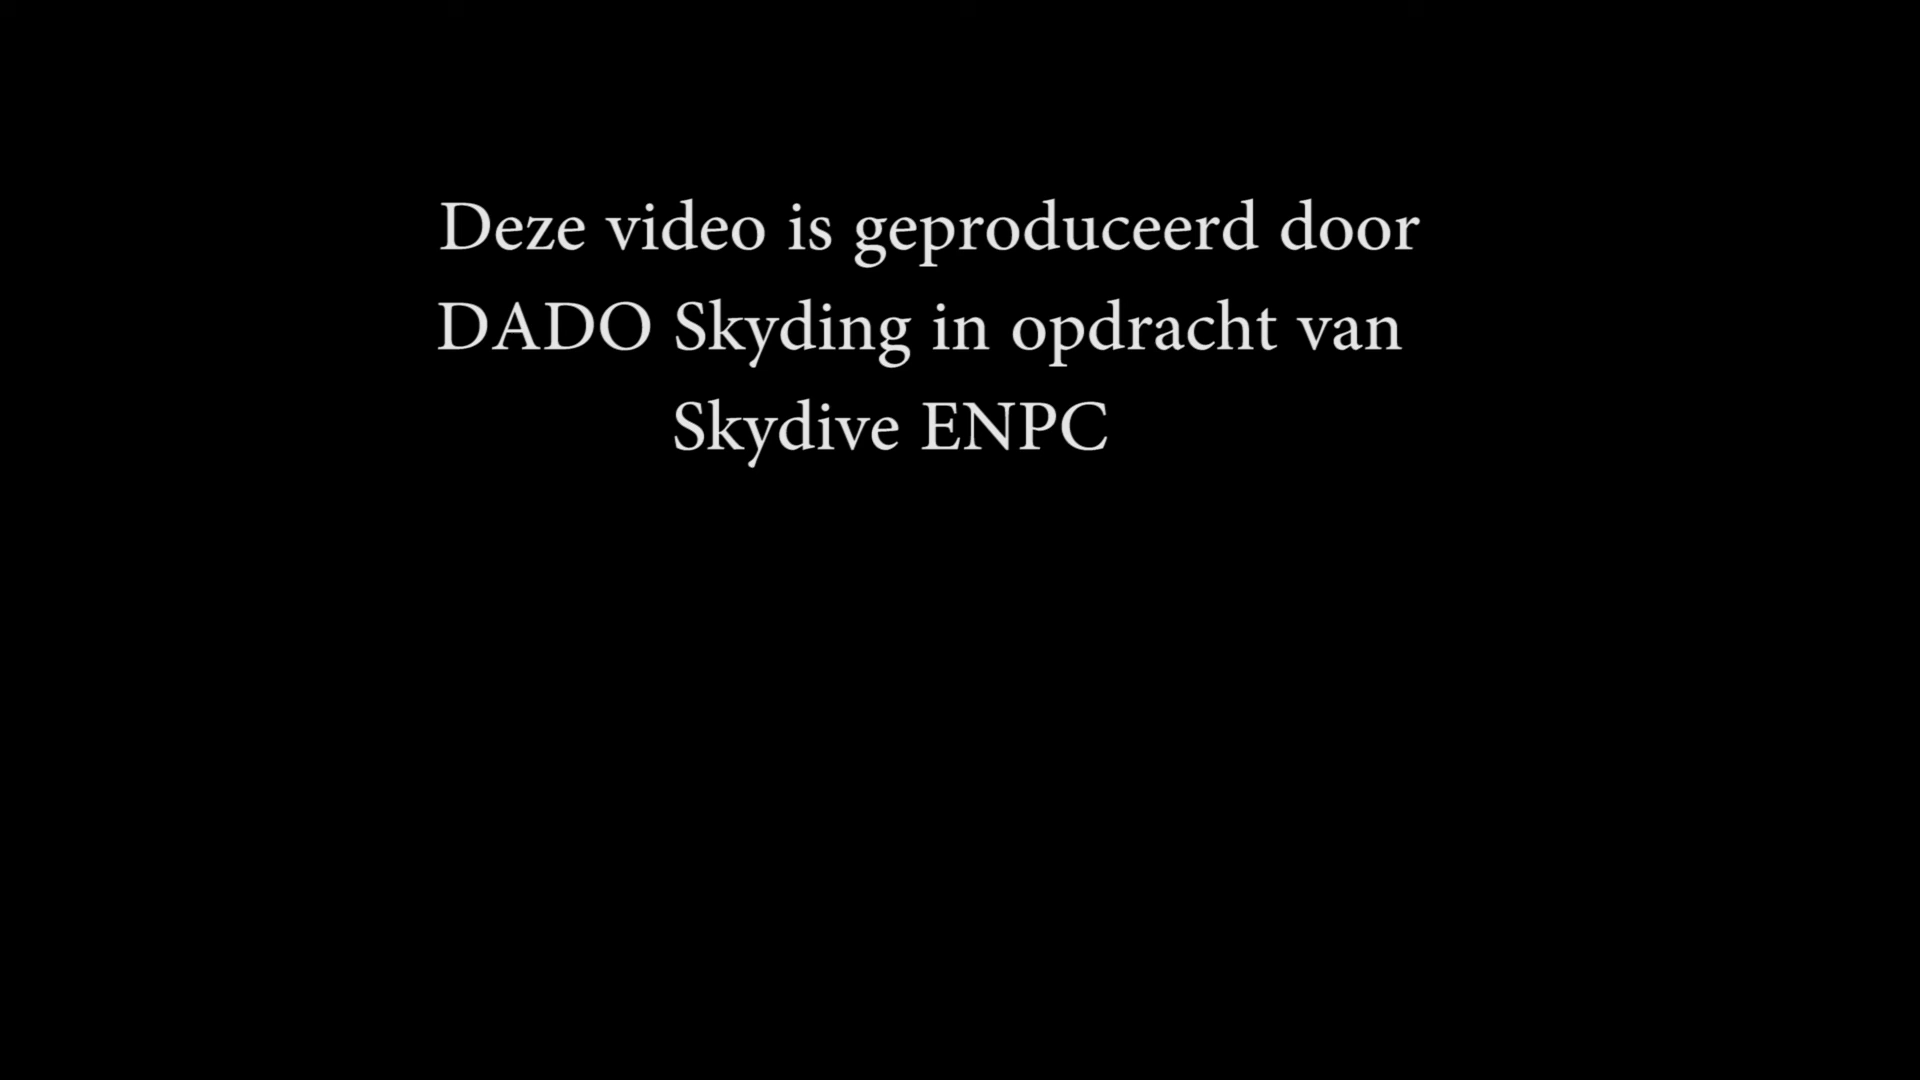 Deze video is geproduceerd door
DADO Skyding in opdracht van
Skydive ENPC